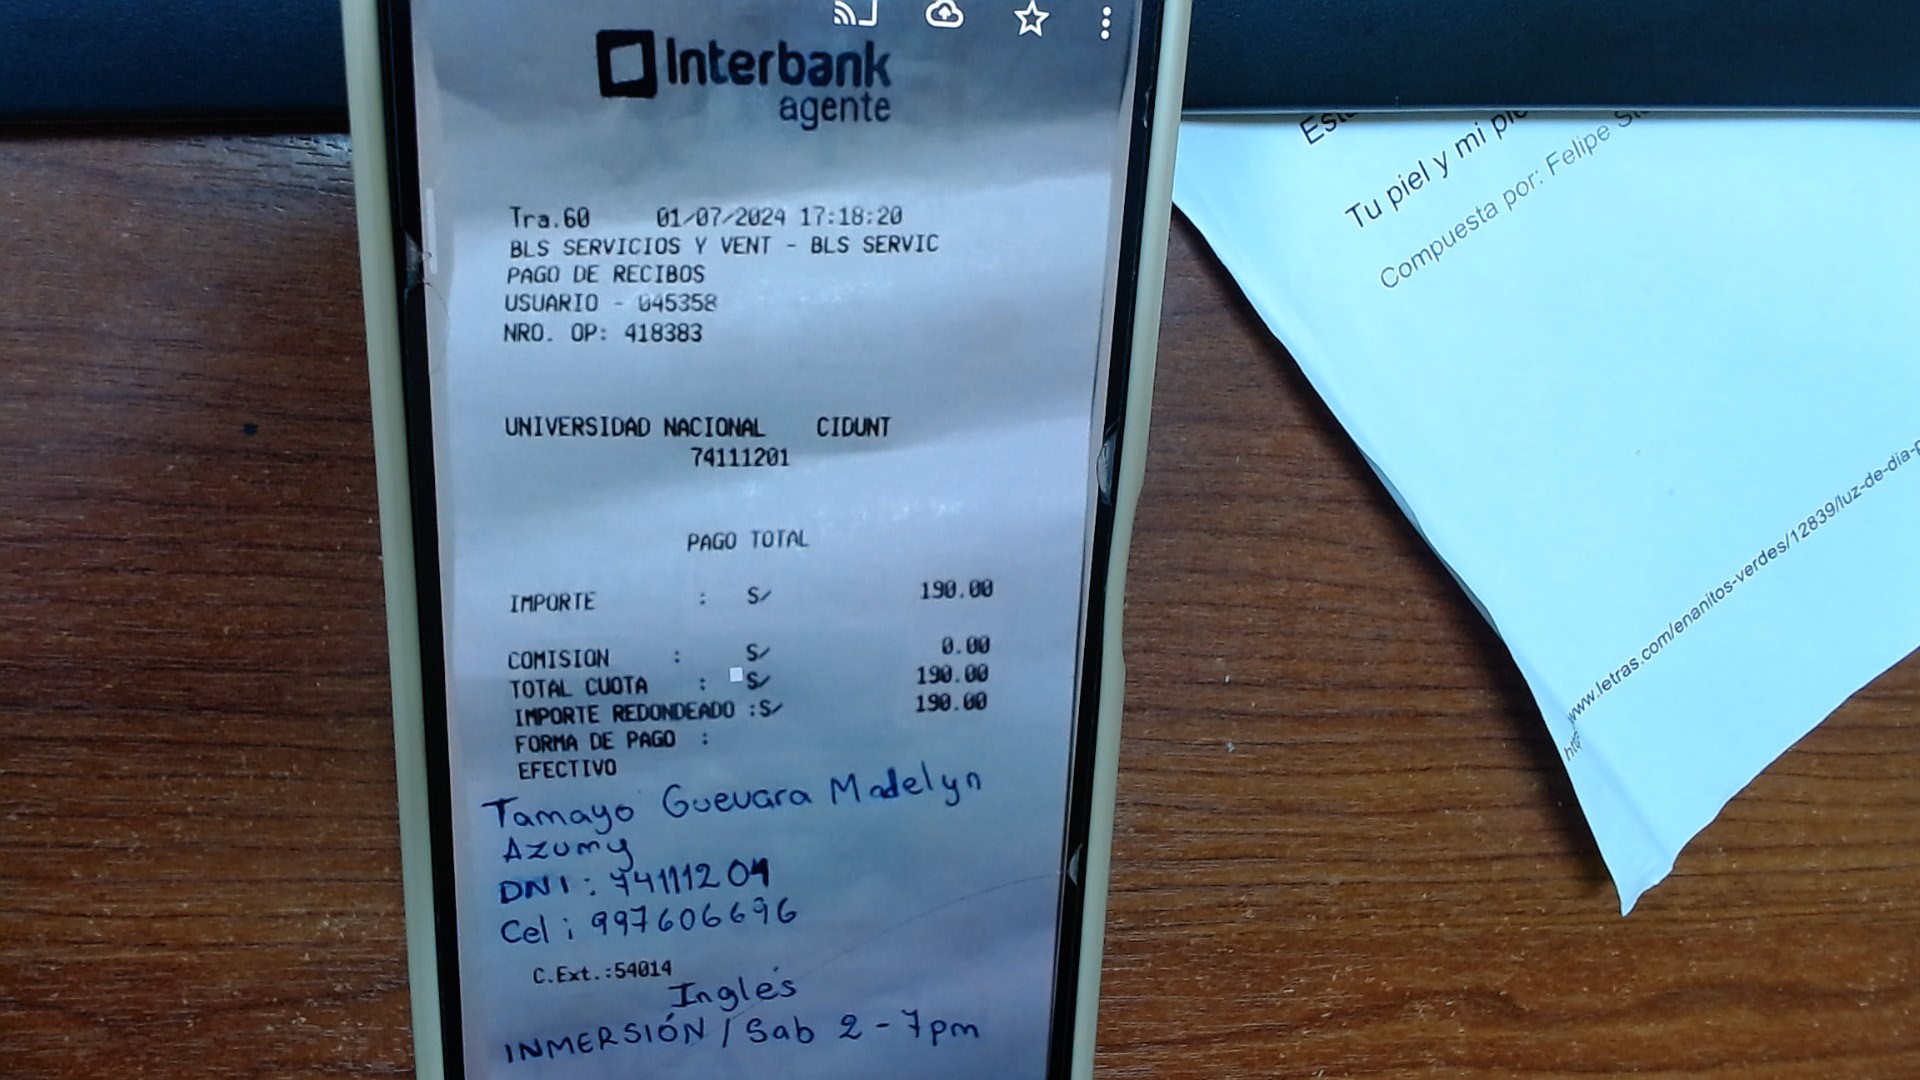 Interbank
agente
Tra.60 01/07/2024 17:18:20
BLS SERVICIOS Y VENT - BLS SERVIC
PAGO DE RECIBOS
USUARIO - 045358
NRO. OP: 418383
UNIVERSIDAD NACIONAL CIDUNT
74111201
PAGO TOTAL
IMPORTE : S/ 190.00
COMISION : S/ 0.00
TOTAL CUOTA : S/ 190.00
IMPORTE REDONDEADO :S/ 190.00
FORMA DE PAGO :
EFECTIVO
Tamayo Guevara Madelyn
Azumy
DNI: 74111201
Cel: 997606696
C.Ext.:54014
Inglés
INMERSIÓN / Sab 2 - 7pm
Tu piel y mi
Compuesta por: Felipe
www.letras.com/enanitos-verdes/12839/luz-de-dia-